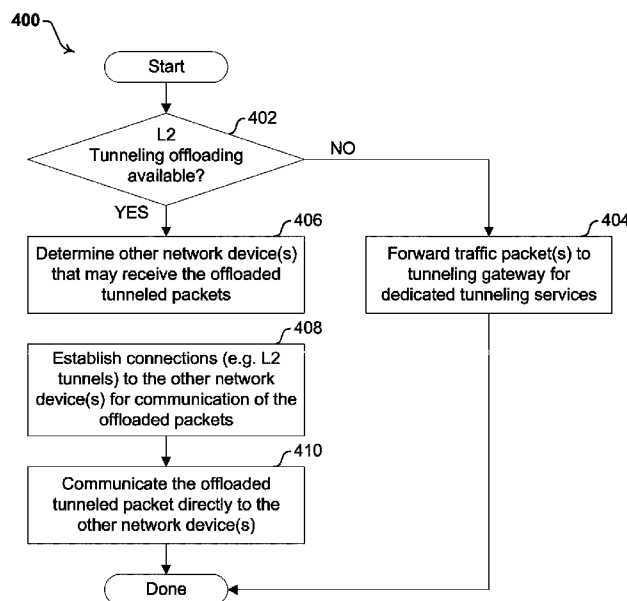 400
Start
402
L2
Tunneling offloading
available?
NO
YES
406
Determine other network device(s)
that may receive the offloaded
tunneled packets
404
Forward traffic packet(s) to
tunneling gateway for
dedicated tunneling services
408
Establish connections (e.g. L2
tunnels) to the other network
device(s) for communication of the
offloaded packets
410
Communicate the offloaded
tunneled packet directly to the
other network device(s)
Done